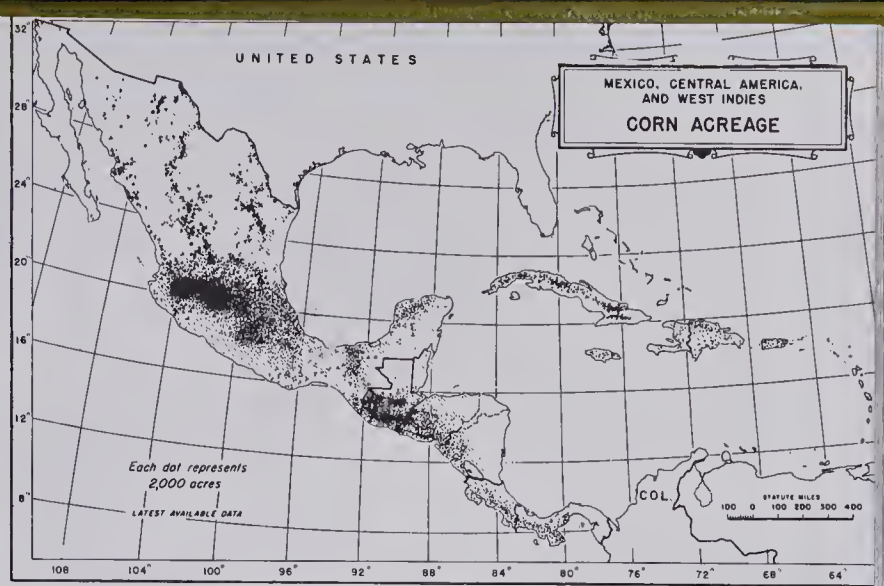 UNITED STATES
MEXICO, CENTRAL AMERICA,
AND WEST INDIES
CORN ACREAGE
32°
28°
24°
20°
16°
12°
8°
Each dot represents
2,000 acres
LATEST AVAILABLE DATA
COL.
STATUTE MILES
100 0 100 200 300 400
108 104° 100° 96° 92° 88° 84° 80° 76° 72° 68° 64°